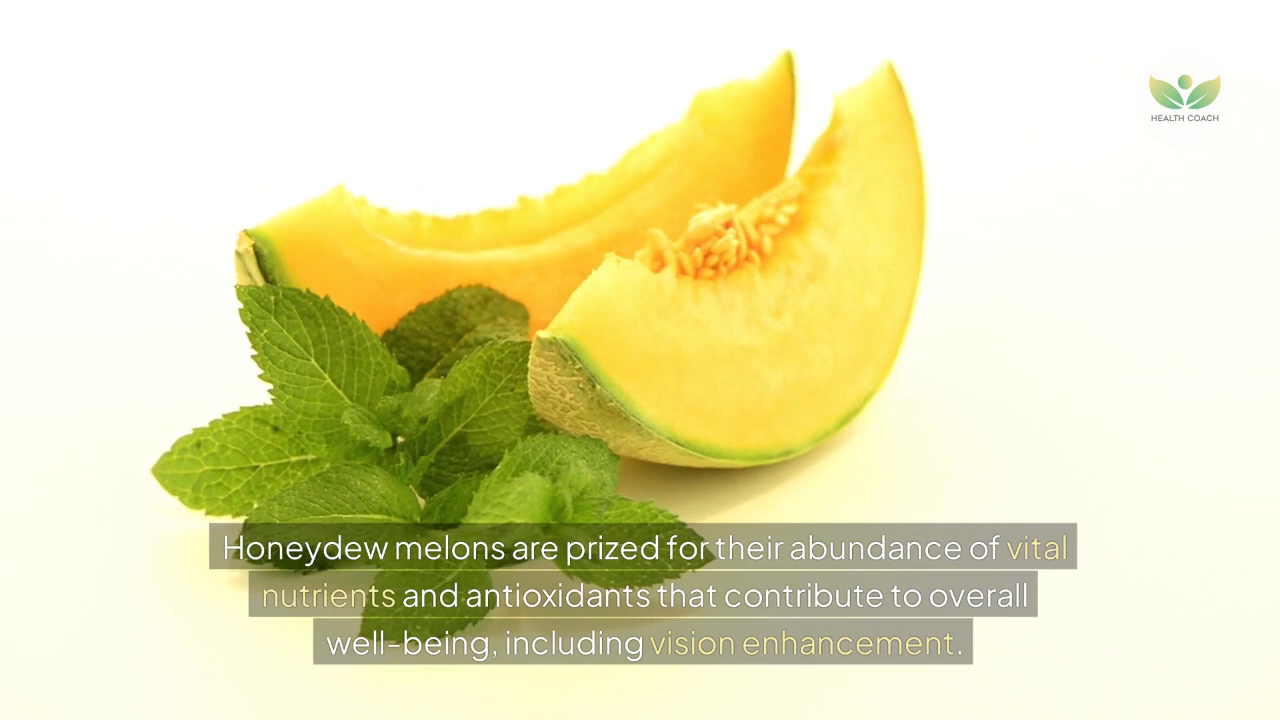 HEALTH COACH
Honeydew melons are prized for their abundance of vital
nutrients and antioxidants that contribute to overall
well-being, including vision enhancement.